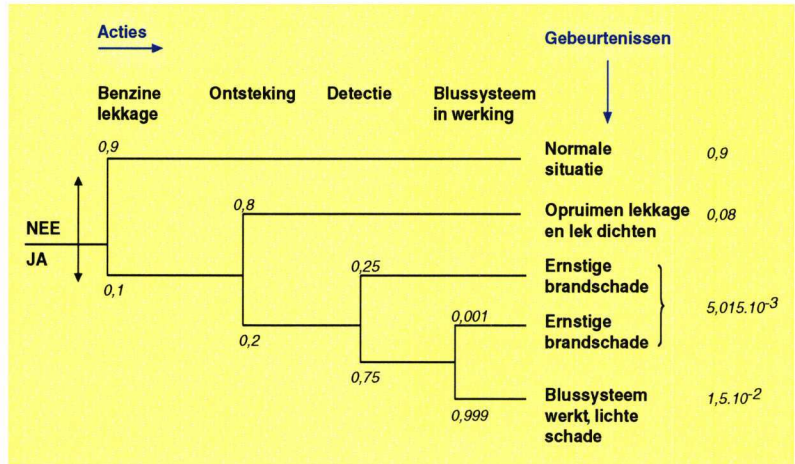 Acties
Gebeurtenissen
Benzine
lekkage
Ontsteking
Detectie
Blussysteem
in werking
0,9
Normale
situatie
0,9
0,8
Opruimen lekkage
en lek dichten
0,08
NEE
JA
0,1
0,25
Ernstige
brandschade
0,2
0,001
Ernstige
brandschade
5,015.10-3
0,75
0,999
Blussysteem
werkt, lichte
schade
1,5.10-2